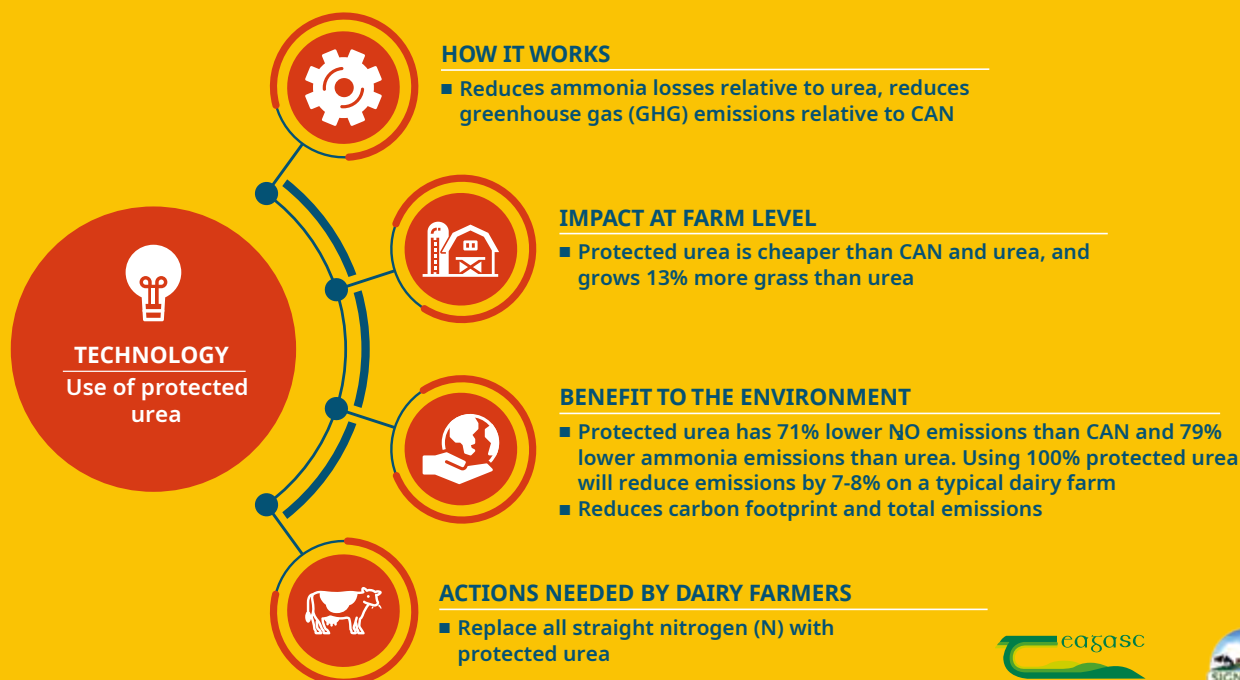 HOW IT WORKS
■ Reduces ammonia losses relative to urea, reduces
greenhouse gas (GHG) emissions relative to CAN
IMPACT AT FARM LEVEL
■ Protected urea is cheaper than CAN and urea, and
grows 13% more grass than urea
TECHNOLOGY
Use of protected
urea
BENEFIT TO THE ENVIRONMENT
■ Protected urea has 71% lower N₂O emissions than CAN and 79%
lower ammonia emissions than urea. Using 100% protected urea
will reduce emissions by 7-8% on a typical dairy farm
■ Reduces carbon footprint and total emissions
ACTIONS NEEDED BY DAIRY FARMERS
■ Replace all straight nitrogen (N) with
protected urea
Teagasc